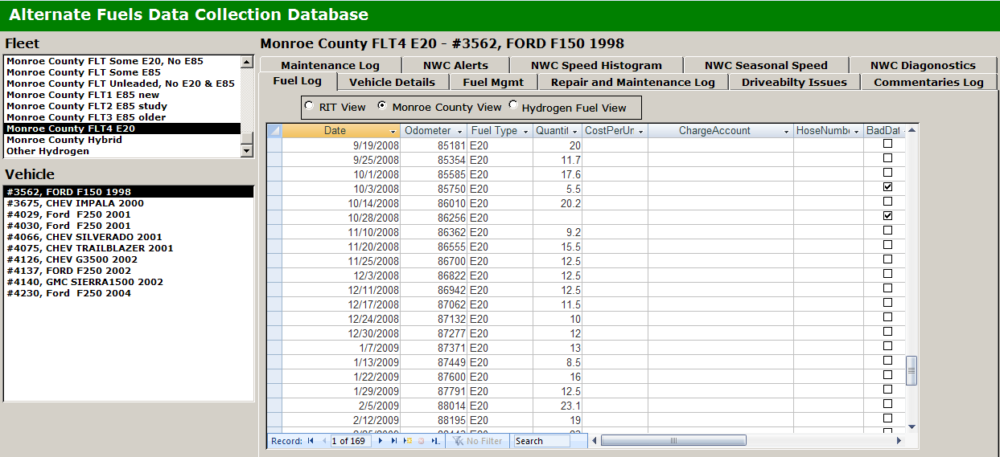 Alternate Fuels Data Collection Database
Fleet
Monroe County FLT Some E20, No E85
Monroe County FLT Some E85
Monroe County FLT Unleaded, No E20 & E85
Monroe County FLT1 E85 new
Monroe County FLT2 E85 study
Monroe County FLT3 E85 older
Monroe County FLT4 E20
Monroe County Hybrid
Other Hydrogen
Vehicle
#3562, FORD F150 1998
#3675, CHEV IMPALA 2000
#4029, Ford F250 2001
#4030, Ford F250 2001
#4066, CHEV SILVERADO 2001
#4075, CHEV TRAILBLAZER 2001
#4126, CHEV G3500 2002
#4137, FORD F250 2002
#4140, GMC SIERRA1500 2002
#4230, Ford F250 2004
Monroe County FLT4 E20 - #3562, FORD F150 1998
Maintenance Log NWC Alerts NWC Speed Histogram NWC Seasonal Speed NWC Diagonostics
Fuel Log Vehicle Details Fuel Mgmt Repair and Maintenance Log Driveabilty Issues Commentaries Log
RIT View Monroe County View Hydrogen Fuel View
Date Odometer Fuel Type Quantit CostPerUn ChargeAccount HoseNumbe BadDat
9/19/2008 85181 E20 20
9/25/2008 85354 E20 11.7
10/1/2008 85585 E20 17.6
10/3/2008 85750 E20 5.5
10/14/2008 86010 E20 20.2
10/28/2008 86256 E20
11/10/2008 86362 E20 9.2
11/20/2008 86555 E20 15.5
11/25/2008 86700 E20 12.5
12/3/2008 86822 E20 12.5
12/11/2008 86942 E20 12.5
12/17/2008 87062 E20 11.5
12/24/2008 87132 E20 10
12/30/2008 87277 E20 12
1/7/2009 87371 E20 13
1/13/2009 87449 E20 8.5
1/22/2009 87600 E20 16
1/29/2009 87791 E20 12.5
2/5/2009 88014 E20 23.1
2/12/2009 88195 E20 19
Record: 1 of 169 No Filter Search